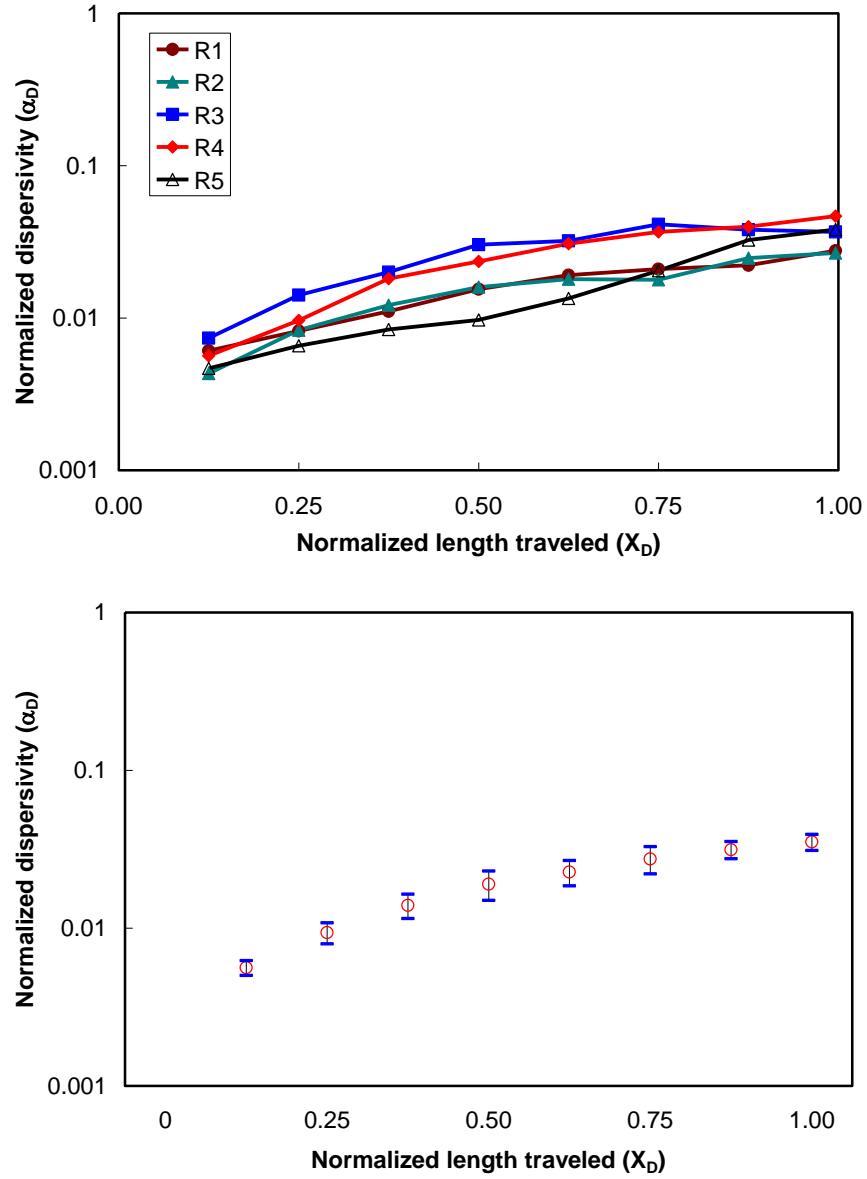 1
R1
R2
R3
R4
R5
0.1
0.01
0.001
Normalized dispersivity (αD)
0.00 0.25 0.50 0.75 1.00
Normalized length traveled (XD)
1
0.1
0.01
0.001
Normalized dispersivity (αD)
0 0.25 0.50 0.75 1.00
Normalized length traveled (XD)